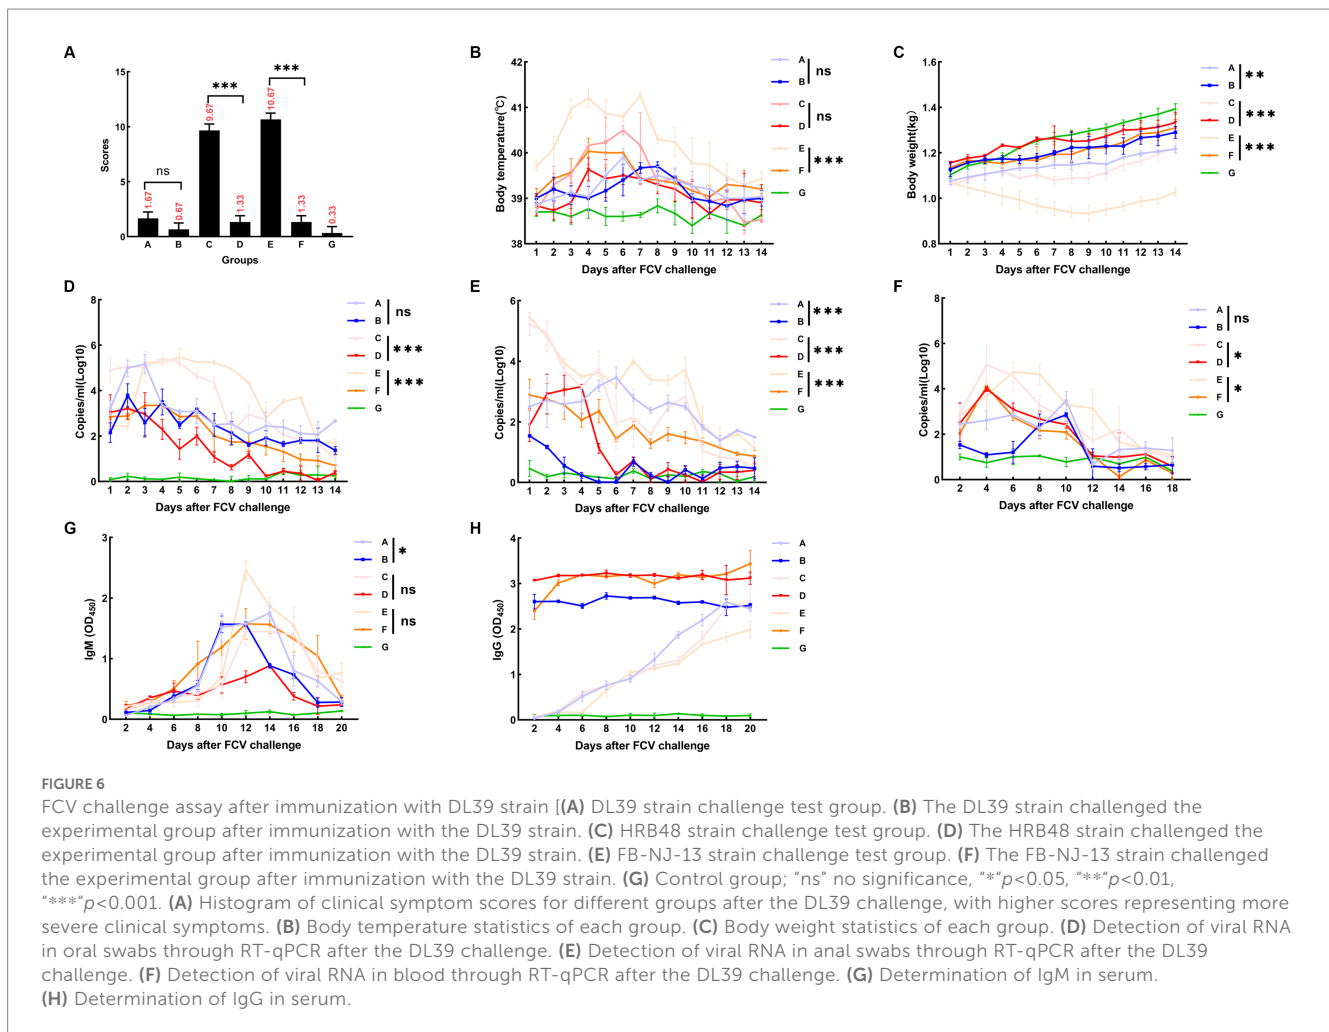 A
Scores
15
10
5
0
1.67
0.67
9.67
1.33
10.67
1.33
0.33
ns
***
***
A B C D E F G
Groups
B
Body temperature(°C)
42
41
40
39
38
1 2 3 4 5 6 7 8 9 10 11 12 13 14
Days after FCV challenge
A
B
ns
C
D
ns
E
F
***
G
C
Body weight(kg)
1.6
1.4
1.2
1.0
0.8
1 2 3 4 5 6 7 8 9 10 11 12 13 14
Days after FCV challenge
A
B
**
C
D
***
E
F
***
G
D
Copies/ml(Log10)
8
6
4
2
0
1 2 3 4 5 6 7 8 9 10 11 12 13 14
Days after FCV challenge
A
B
ns
C
D
***
E
F
***
G
E
Copies/ml(Log10)
6
4
2
0
1 2 3 4 5 6 7 8 9 10 11 12 13 14
Days after FCV challenge
A
B
***
C
D
***
E
F
***
G
F
Copies/ml(Log10)
8
6
4
2
0
2 4 6 8 10 12 14 16 18
Days after FCV challenge
A
B
ns
C
D
*
E
F
*
G
G
IgM (OD450)
3
2
1
0
2 4 6 8 10 12 14 16 18 20
Days after FCV challenge
A
B
*
C
D
ns
E
F
ns
G
H
IgG (OD450)
4
3
2
1
0
2 4 6 8 10 12 14 16 18 20
Days after FCV challenge
A
B
C
D
E
F
G
FIGURE 6
FCV challenge assay after immunization with DL39 strain [(A) DL39 strain challenge test group. (B) The DL39 strain challenged the
experimental group after immunization with the DL39 strain. (C) HRB48 strain challenge test group. (D) The HRB48 strain challenged the
experimental group after immunization with the DL39 strain. (E) FB-NJ-13 strain challenge test group. (F) The FB-NJ-13 strain challenged
the experimental group after immunization with the DL39 strain. (G) Control group; "ns" no significance, "*"p<0.05, "**"p<0.01,
"***"p<0.001. (A) Histogram of clinical symptom scores for different groups after the DL39 challenge, with higher scores representing more
severe clinical symptoms. (B) Body temperature statistics of each group. (C) Body weight statistics of each group. (D) Detection of viral RNA
in oral swabs through RT-qPCR after the DL39 challenge. (E) Detection of viral RNA in anal swabs through RT-qPCR after the DL39
challenge. (F) Detection of viral RNA in blood through RT-qPCR after the DL39 challenge. (G) Determination of IgM in serum.
(H) Determination of IgG in serum.